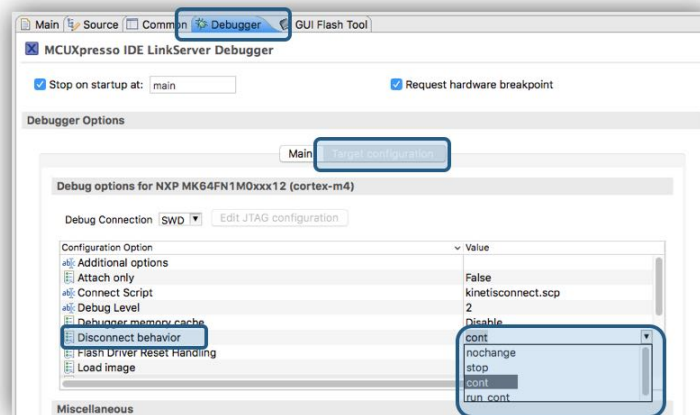 Main Source Common Debugger GUI Flash Tool
MCUXpresso IDE LinkServer Debugger
Stop on startup at: main Request hardware breakpoint
Debugger Options
Main Target configuration
Debug options for NXP MK64FN1M0xxx12 (cortex-m4)
Debug Connection SWD Edit JTAG configuration
Configuration Option Value
Additional options
Attach only False
Connect Script kinetisconnect.scp
Debug Level 2
Debugger memory cache Disable
Disconnect behavior cont
Flash Driver Reset Handling nochange
Load image stop
cont
run cont
Miscellaneous